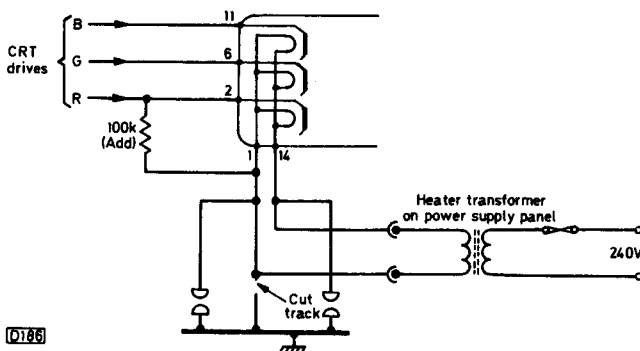 11
B
CRT
drives
G
6
R
2
100k
(Add)
1
14
Heater transformer
on power supply panel
240V
Cut
track
D186